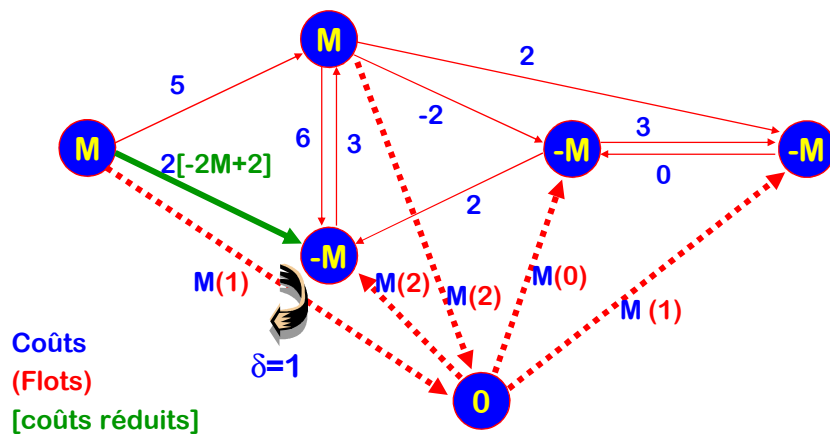 M
5
2
M
6
3
-2
3
-M
-M
0
2[-2M+2]
2
-M
M(1)
M(2)
M(2)
M(0)
M (1)
δ=1
0
Coûts
(Flots)
[coûts réduits]